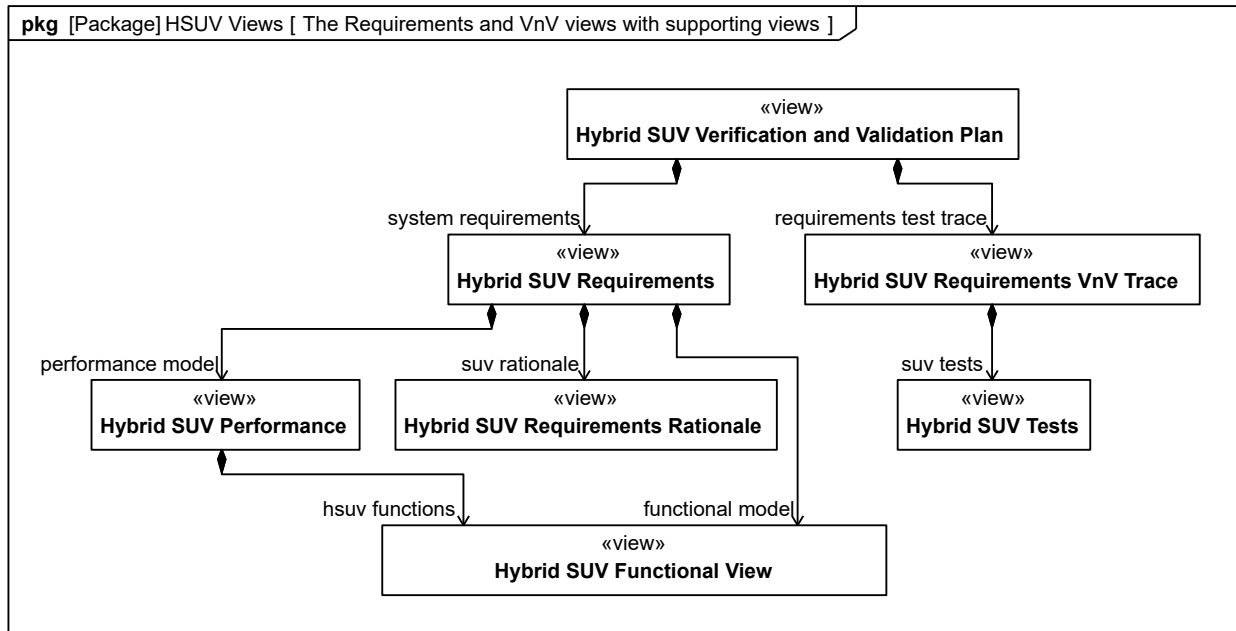 pkg [Package] HSUV Views [ The Requirements and VnV views with supporting views ]
«view»
Hybrid SUV Verification and Validation Plan
system requirements
requirements test trace
«view»
Hybrid SUV Requirements
«view»
Hybrid SUV Requirements VnV Trace
performance model
suv rationale
suv tests
«view»
Hybrid SUV Performance
«view»
Hybrid SUV Requirements Rationale
«view»
Hybrid SUV Tests
hsuv functions
functional model
«view»
Hybrid SUV Functional View